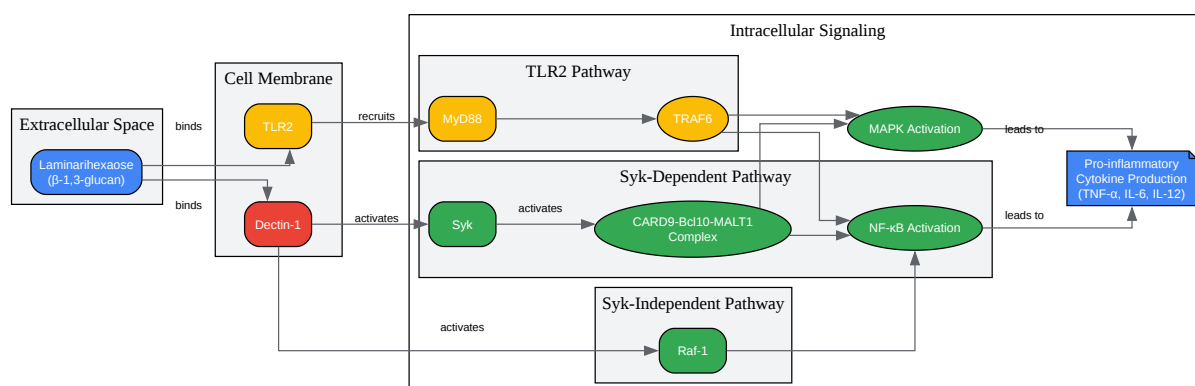 Intracellular Signaling
TLR2 Pathway
Cell Membrane
Extracellular Space
binds
TLR2
recruits
MyD88
TRAF6
MAPK Activation
leads to
Laminarihexaose
(β-1,3-glucan)
Pro-inflammatory
Cytokine Production
(TNF-α, IL-6, IL-12)
Syk-Dependent Pathway
binds
Dectin-1
activates
Syk
activates
CARD9-Bcl10-MALT1
Complex
NF-κB Activation
leads to
Syk-Independent Pathway
activates
Raf-1